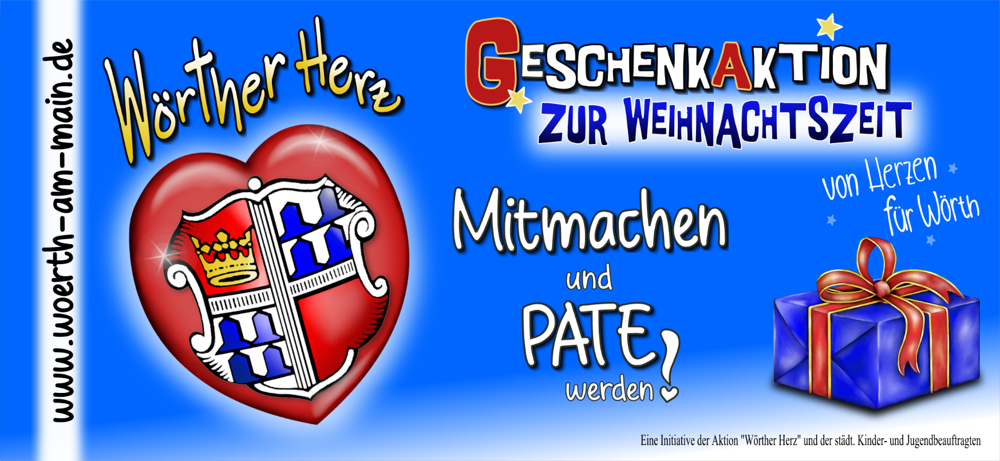 www.woerth-am-main.de
Wörther Herz
GESCHENKAKTION
ZUR WEIHNACHTSZEIT
von Herzen
für Wörth
Mitmachen
und
PATE
werden!
Eine Initiative der Aktion "Wörther Herz" und der städt. Kinder- und Jugendbeauftragten